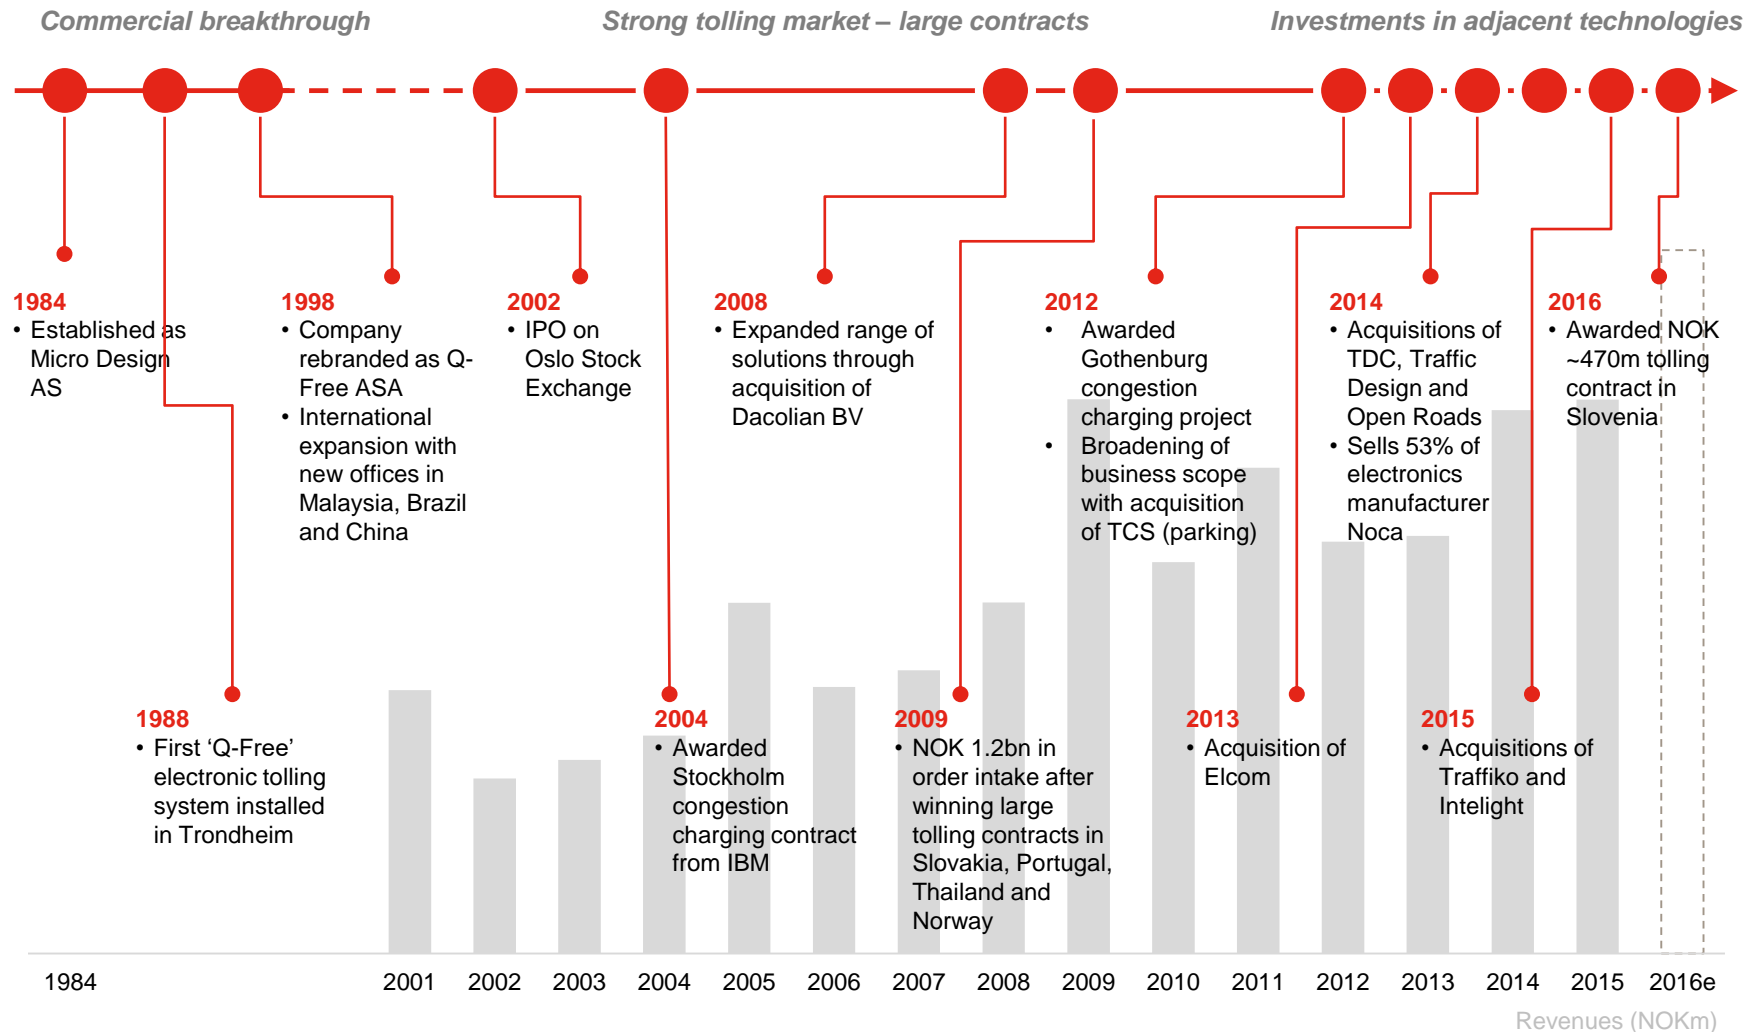 Commercial breakthrough
Strong tolling market – large contracts
Investments in adjacent technologies
1984
• Established as
Micro Design
AS
1998
• Company
rebranded as Q-
Free ASA
• International
expansion with
new offices in
Malaysia, Brazil
and China
2002
• IPO on
Oslo Stock
Exchange
2008
• Expanded range of
solutions through
acquisition of
Dacolian BV
2012
• Awarded
Gothenburg
congestion
charging project
• Broadening of
business scope
with acquisition
of TCS (parking)
2014
• Acquisitions of
TDC, Traffic
Design and
Open Roads
• Sells 53% of
electronics
manufacturer
Noca
2016
• Awarded NOK
~470m tolling
contract in
Slovenia
1988
• First ‘Q-Free’
electronic tolling
system installed
in Trondheim
2004
• Awarded
Stockholm
congestion
charging contract
from IBM
2009
• NOK 1.2bn in
order intake after
winning large
tolling contracts in
Slovakia, Portugal,
Thailand and
Norway
2013
• Acquisition of
Elcom
2015
• Acquisitions of
Traffiko and
Intelight
1984 2001 2002 2003 2004 2005 2006 2007 2008 2009 2010 2011 2012 2013 2014 2015 2016e
Revenues (NOKm)